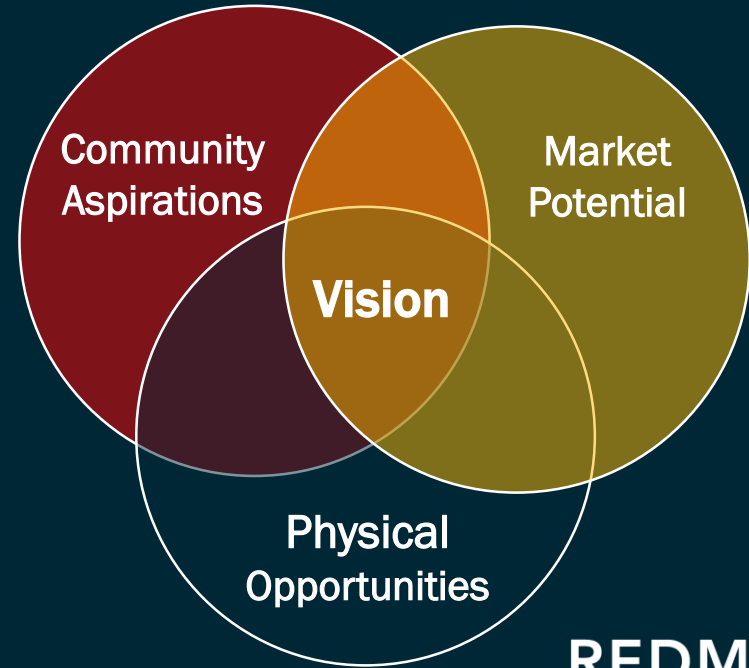 Community
Aspirations
Market
Potential
Vision
Physical
Opportunities